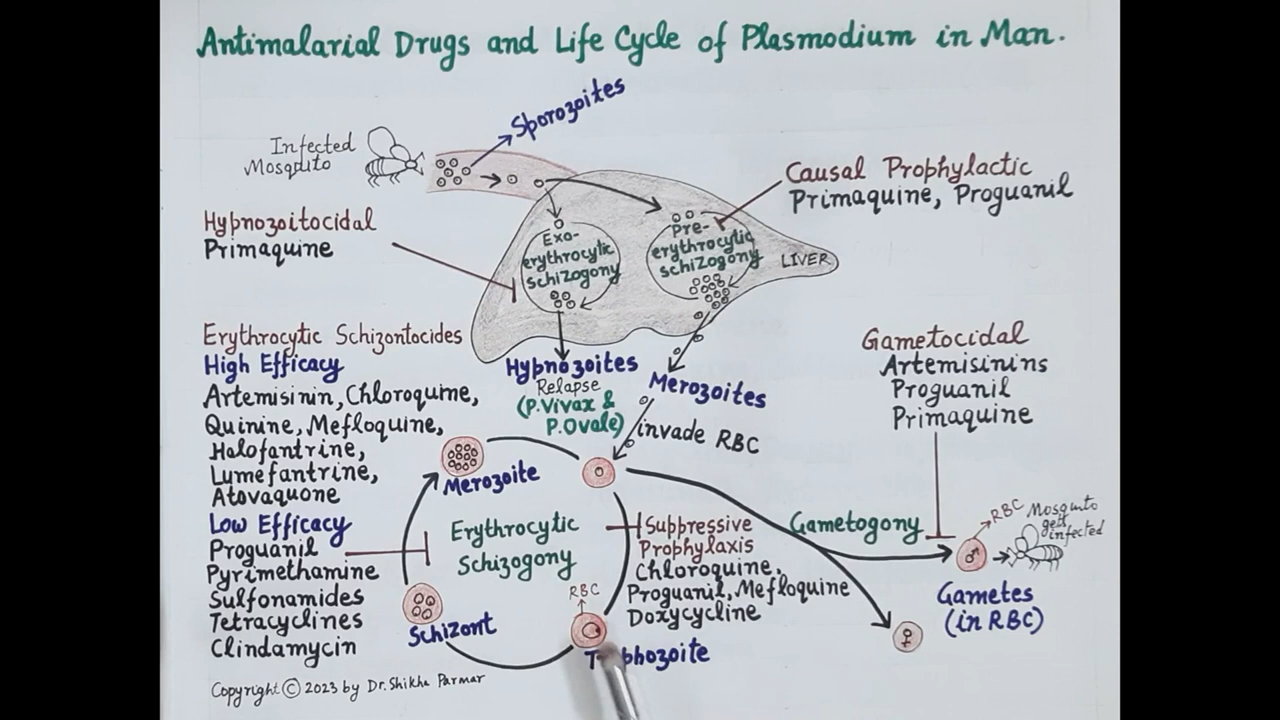 Antimalarial Drugs and Life Cycle of Plasmodium in Man.
Sporozoites
Infected
Mosquito
Causal Prophylactic
Primaquine, Proguanil
Hypnozoitocidal
Primaquine
Exo-
erythrocytic
schizogony
Pre-
erythrocytic
schizogony
LIVER
Erythrocytic Schizontocides
High Efficacy
Artemisinin, Chloroquine,
Quinine, Mefloquine,
Halofantrine,
Lumefantrine,
Atovaquone
Low Efficacy
Proguanil
Pyrimethamine
Sulfonamides
Tetracyclines
Clindamycin
Hypnozoites
Relapse
(P.Vivax &
P.Ovale)
Merozoites
invade RBC
Gametocidal
Artemisinins
Proguanil
Primaquine
Merozoite
Erythrocytic
Schizogony
Suppressive
Prophylaxis
Chloroquine,
Proguanil, Mefloquine
Doxycycline
Gametogony
RBC
Mosquito
get
infected
Gametes
(in RBC)
RBC
Schizont
Copyright © 2023 by Dr. Shikha Parmar